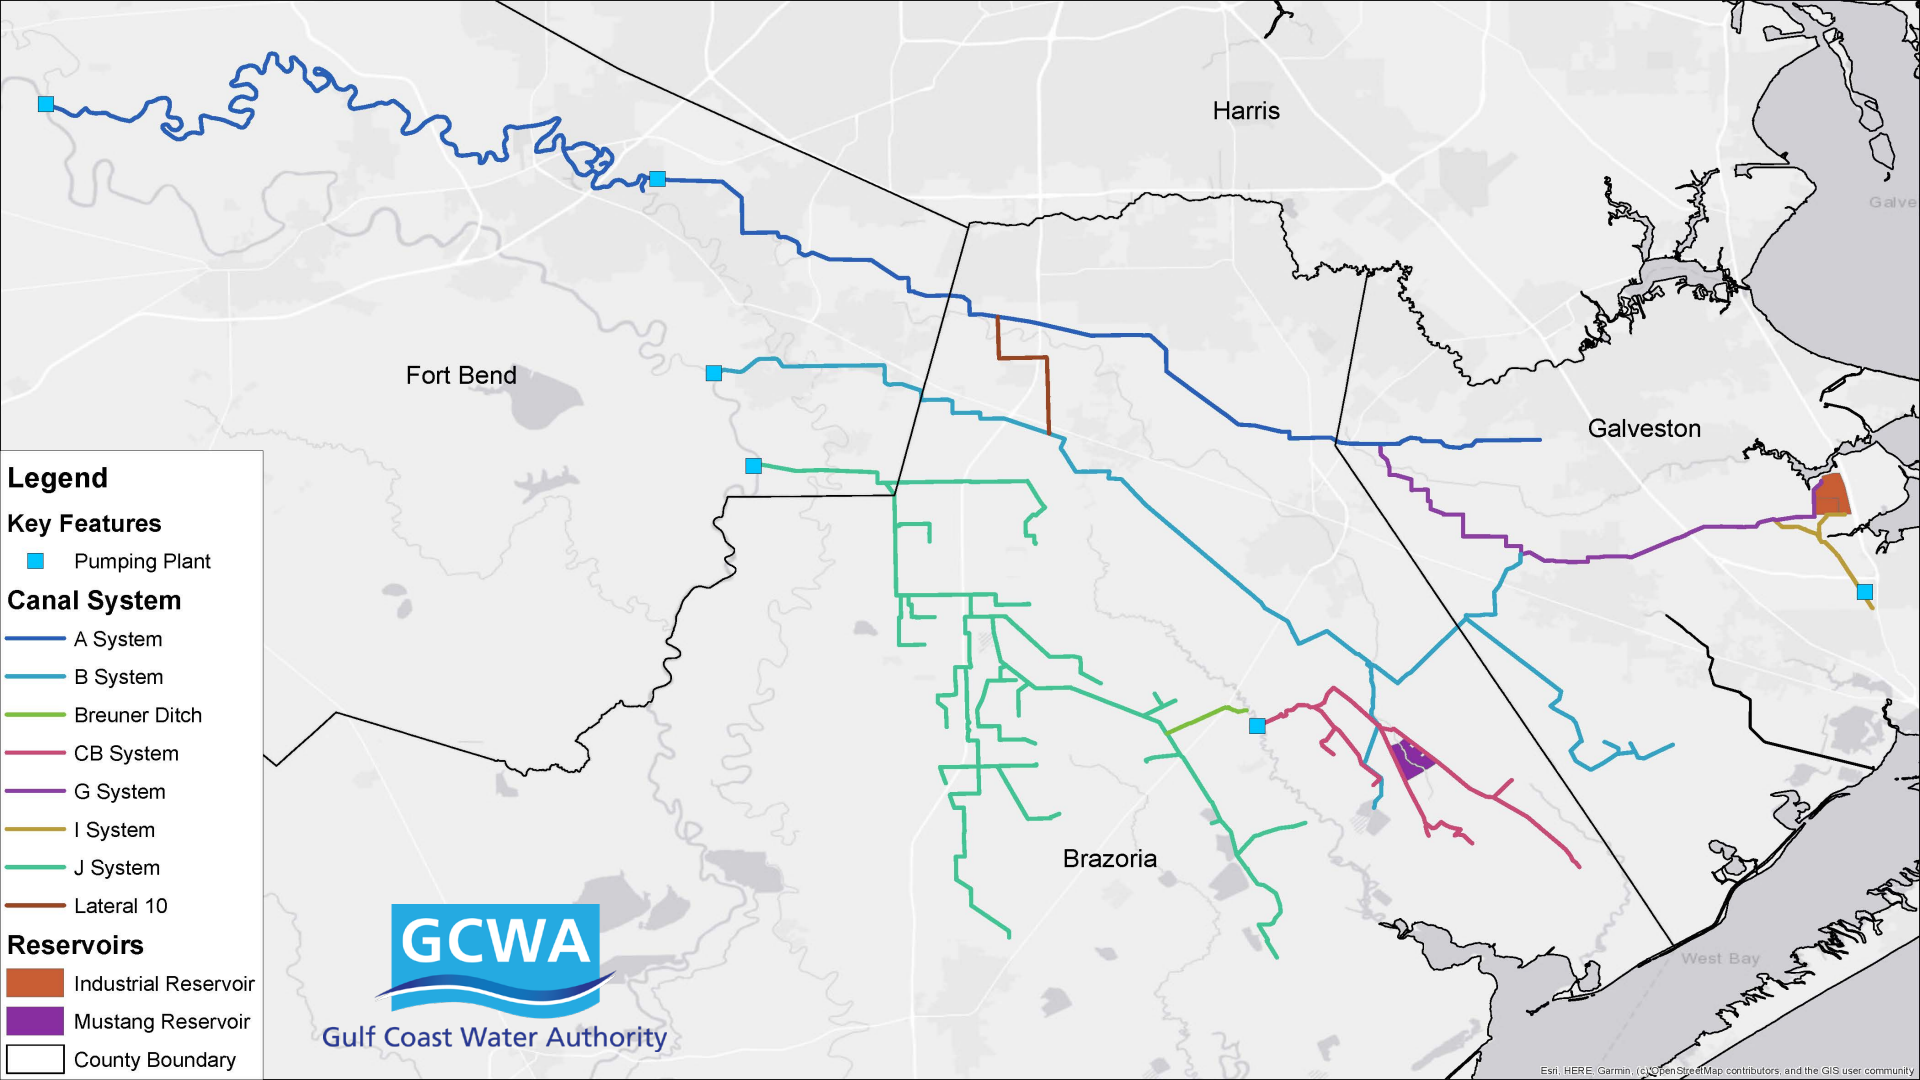 Harris
Galve
Fort Bend
Galveston
Legend
Key Features
Pumping Plant
Canal System
A System
B System
Breuner Ditch
CB System
G System
I System
J System
Lateral 10
Reservoirs
Industrial Reservoir
Mustang Reservoir
County Boundary
Brazoria
GCWA
Gulf Coast Water Authority
West Bay
Esri, HERE, Garmin, (c) OpenStreetMap contributors, and the GIS user community